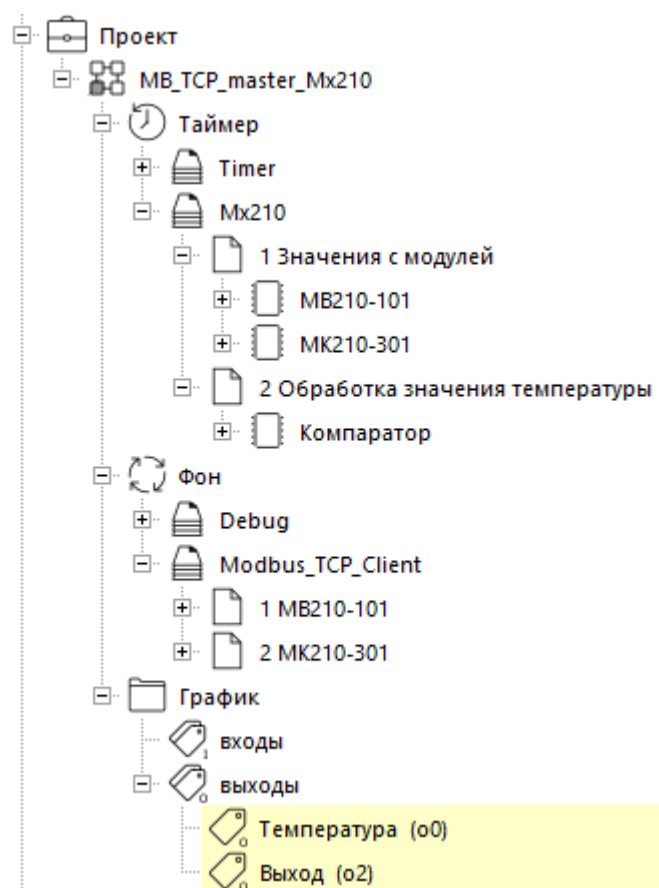 Проект
MB_TCP_master_Mx210
Таймер
Timer
Mx210
1 Значения с модулей
МВ210-101
МК210-301
2 Обработка значения температуры
Компаратор
Фон
Debug
Modbus_TCP_Client
1 МВ210-101
2 МК210-301
График
входы
выходы
Температура (o0)
Выход (o2)